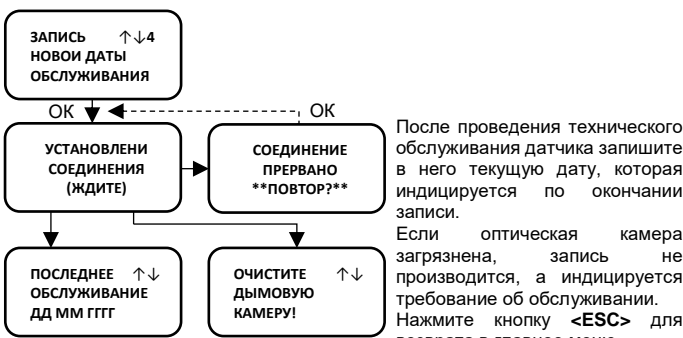 ЗАПИСЬ ↑↓4
НОВОИ ДАТЫ
ОБСЛУЖИВАНИЯ
ОК
ОК
УСТАНОВЛЕНИ
СОЕДИНЕНИЯ
(ЖДИТЕ)
СОЕДИНЕНИЕ
ПРЕРВАНО
**ПОВТОР?**
ПОСЛЕДНЕЕ ↑↓
ОБСЛУЖИВАНИЕ
ДД ММ ГГГГ
ОЧИСТИТЕ ↑↓
ДЫМОВУЮ
КАМЕРУ!
После проведения технического
обслуживания датчика запишите
в него текущую дату, которая
индицируется по окончании
записи.
Если оптическая камера
загрязнена, запись не
производится, а индицируется
требование об обслуживании.
Нажмите кнопку <ESC> для